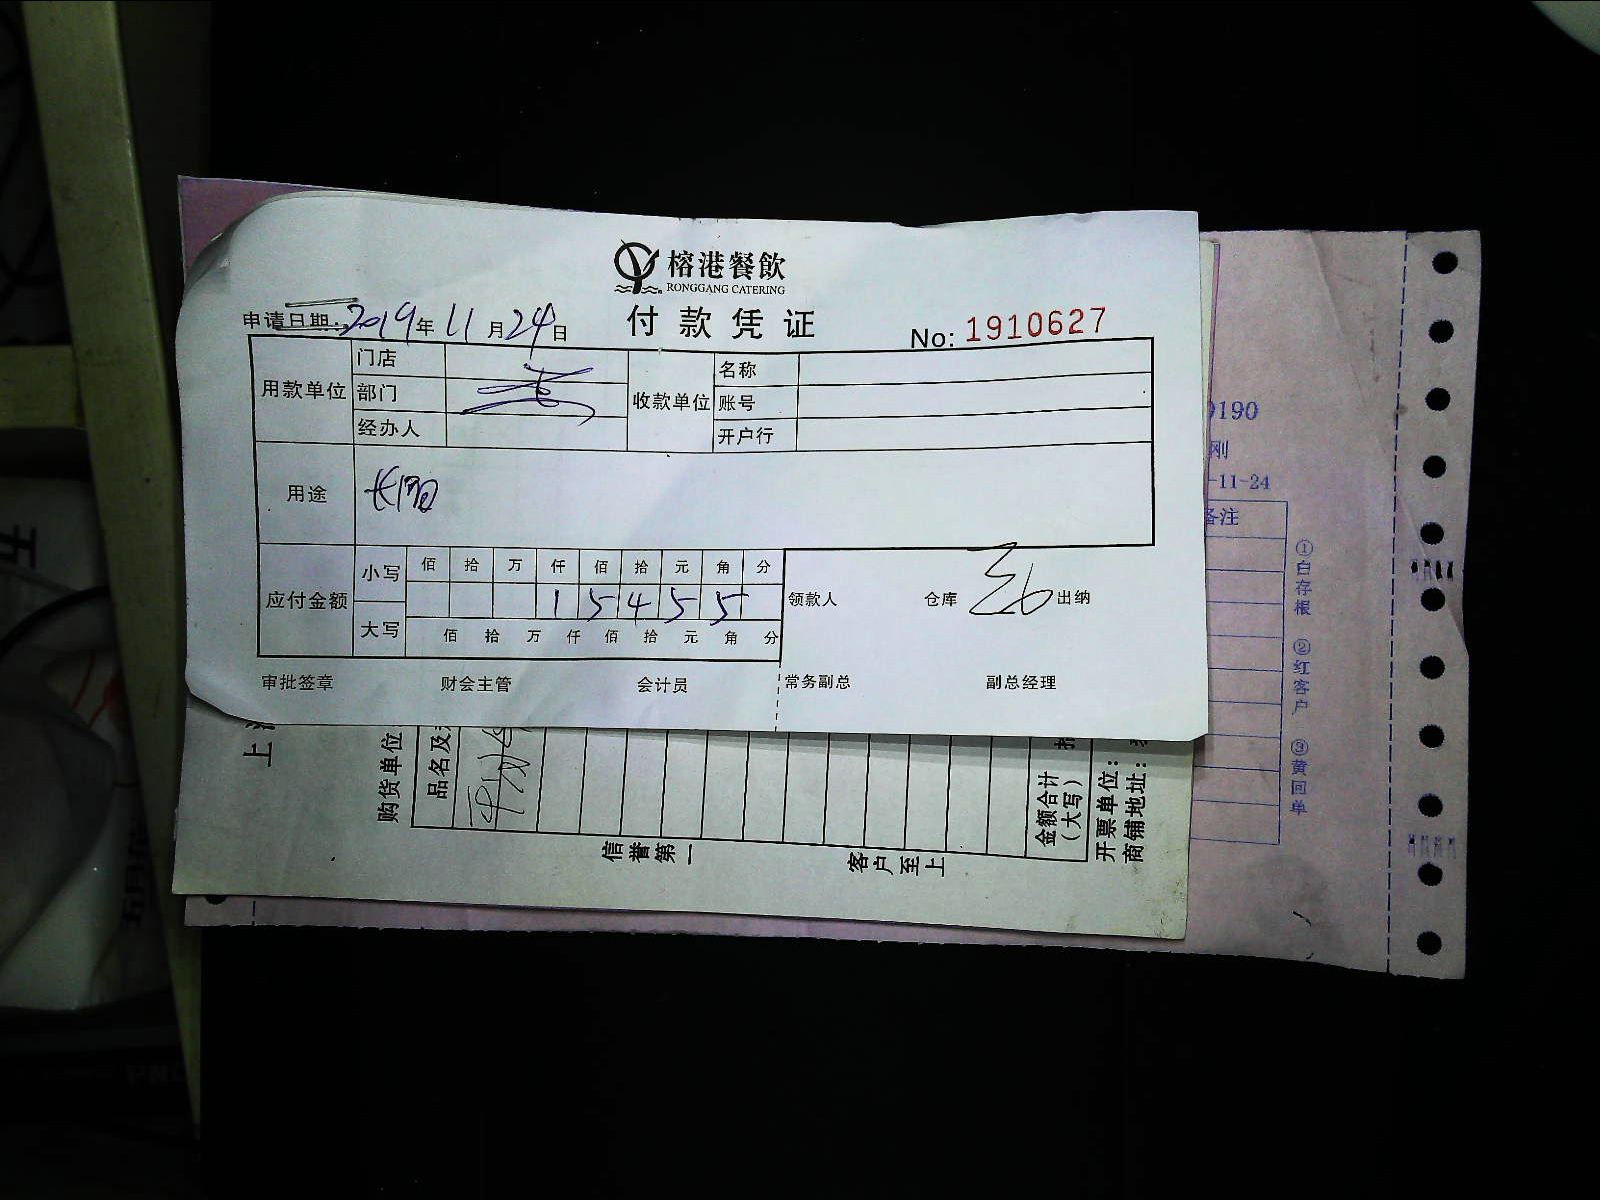 榕港餐飲
RONGGANG CATERING
付款凭证
申请日期: 2019年11月24日
No: 1910627
用款单位 门店 收款单位 名称
部门 账号
经办人 开户行
用途
应付金额 小写 佰 拾 万 仟 佰 拾 元 角 分
1 5 4 5 5
大写 佰 拾 万 仟 佰 拾 元 角 分
领款人 仓库 出纳
审批签章 财会主管 会计员 常务副总 副总经理
0190
刚
-11-24
备注
①白存根 ②红客户 ③黄回单
上
购货单位
品名及
金额合计
(大写)
开票单位:
商铺地址:
信誉第一 客户至上